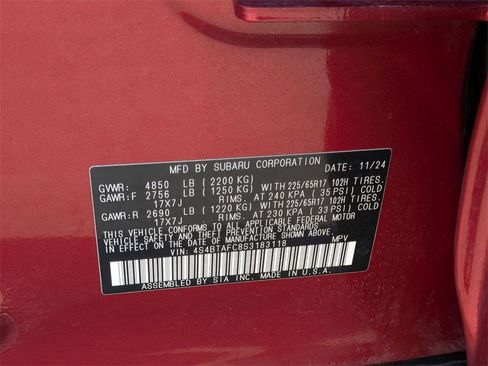 MFD BY SUBARU CORPORATION DATE: 11/24
GVWR: 4850 LB ( 2200 KG)
GAWR: F 2756 LB ( 1250 KG) WITH 225/65R17 102H TIRES.
17X7J RIMS. AT 240 KPA ( 35 PSI) COLD
GAWR: R 2690 LB ( 1220 KG) WITH 225/65R17 102H TIRES.
17X7J RIMS. AT 230 KPA ( 33 PSI) COLD
THIS VEHICLE CONFORMS TO ALL APPLICABLE FEDERAL MOTOR
VEHICLE SAFETY AND THEFT PREVENTION STANDARDS IN
EFFECT ON THE DATE OF MANUFACTURE SHOWN ABOVE.
VIN: 4S4BTAFC8S3183118 MPV
ASSEMBLED BY SIA INC. MADE IN U.S.A.